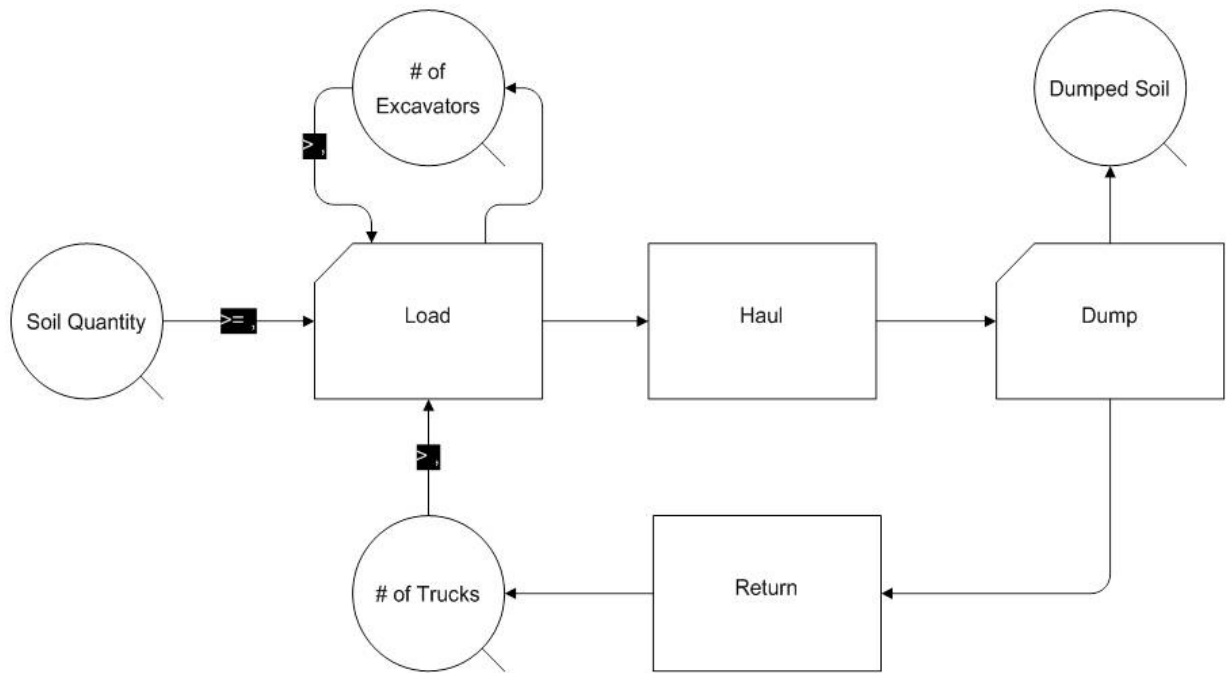 # of
Excavators
Dumped Soil
> ,
Soil Quantity
>= ,
Load
Haul
Dump
> ,
# of Trucks
Return